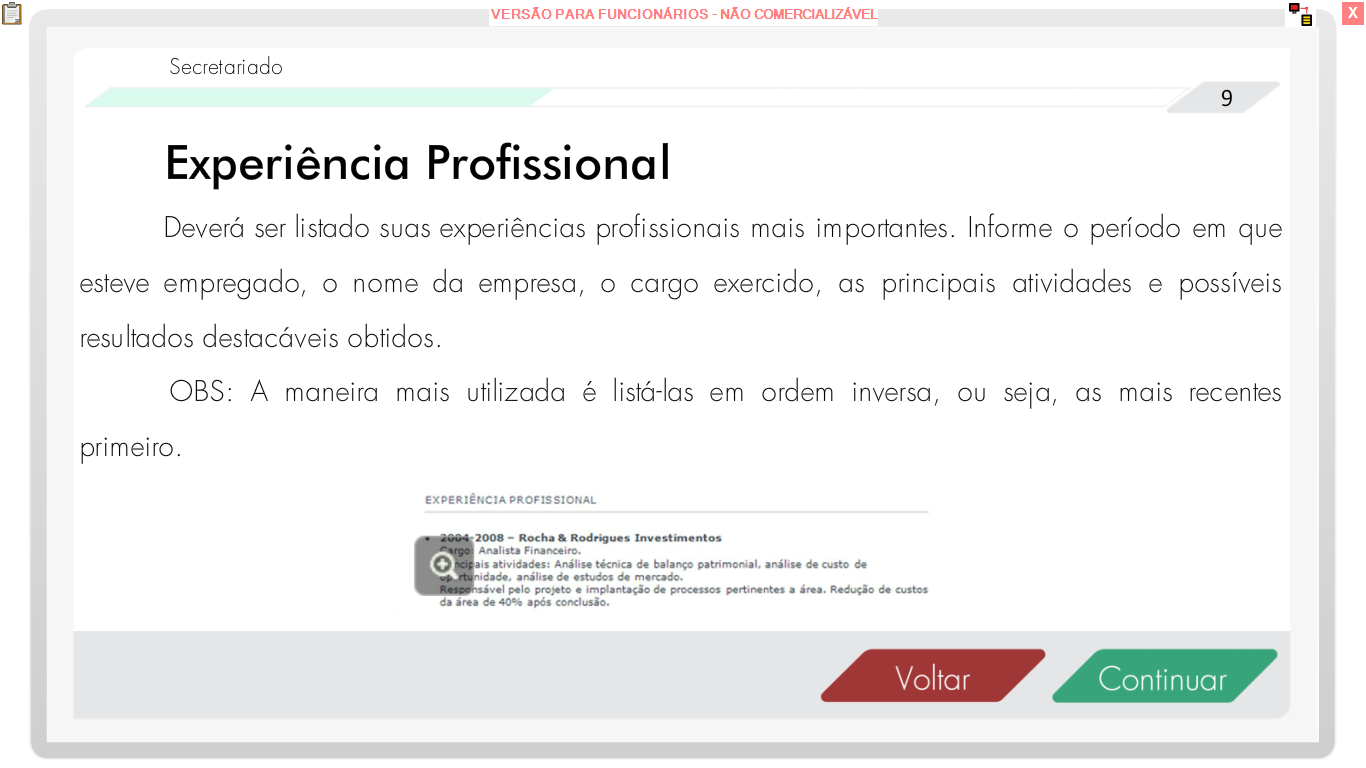 VERSÃO PARA FUNCIONÁRIOS - NÃO COMERCIALIZÁVEL
X
Secretariado
9
Experiência Profissional
Deverá ser listado suas experiências profissionais mais importantes. Informe o período em que
esteve empregado, o nome da empresa, o cargo exercido, as principais atividades e possíveis
resultados destacáveis obtidos.
OBS: A maneira mais utilizada é listá-las em ordem inversa, ou seja, as mais recentes
primeiro.
EXPERIÊNCIA PROFISSIONAL
• 2004-2008 – Rocha & Rodrigues Investimentos
Cargo: Analista Financeiro.
Principais atividades: Análise técnica de balanço patrimonial, análise de custo de
oportunidade, análise de estudos de mercado.
Responsável pelo projeto e implantação de processos pertinentes a área. Redução de custos
da área de 40% após conclusão.
Voltar
Continuar